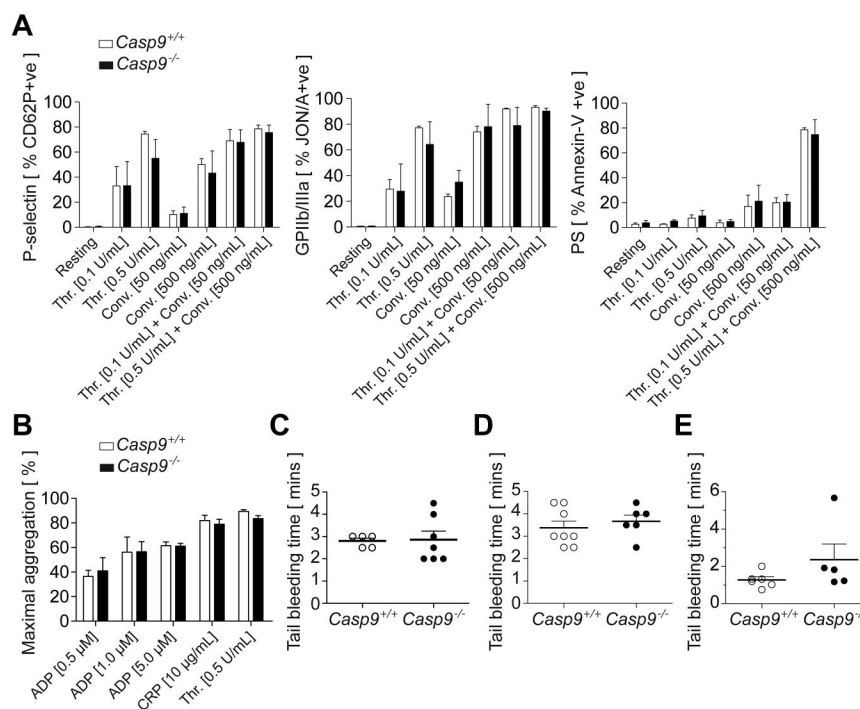 A
Casp9+/+
Casp9-/-
P-selectin [ % CD62P+ve ]
100
80
60
40
20
0
Resting
Thr. [0.1 U/mL]
Thr. [0.5 U/mL]
Conv. [50 ng/mL]
Conv. [500 ng/mL]
Thr. [0.1 U/mL] + Conv. [50 ng/mL]
Thr. [0.5 U/mL] + Conv. [500 ng/mL]
GPIIb/IIIa [ % JON/A+ve ]
100
80
60
40
20
0
Resting
Thr. [0.1 U/mL]
Thr. [0.5 U/mL]
Conv. [50 ng/mL]
Conv. [500 ng/mL]
Thr. [0.1 U/mL] + Conv. [50 ng/mL]
Thr. [0.5 U/mL] + Conv. [500 ng/mL]
PS [ % Annexin-V +ve ]
100
80
60
40
20
0
Resting
Thr. [0.1 U/mL]
Thr. [0.5 U/mL]
Conv. [50 ng/mL]
Conv. [500 ng/mL]
Thr. [0.1 U/mL] + Conv. [50 ng/mL]
Thr. [0.5 U/mL] + Conv. [500 ng/mL]
B
Casp9+/+
Casp9-/-
Maximal aggregation [ % ]
100
80
60
40
20
0
ADP [0.5 µM]
ADP [1.0 µM]
ADP [5.0 µM]
CRP [10 µg/mL]
Thr. [0.5 U/mL]
C
Tail bleeding time [ mins ]
5
4
3
2
1
0
Casp9+/+ Casp9-/-
D
Tail bleeding time [ mins ]
5
4
3
2
1
0
Casp9+/+ Casp9-/-
E
Tail bleeding time [ mins ]
6
4
2
0
Casp9+/+ Casp9-/-